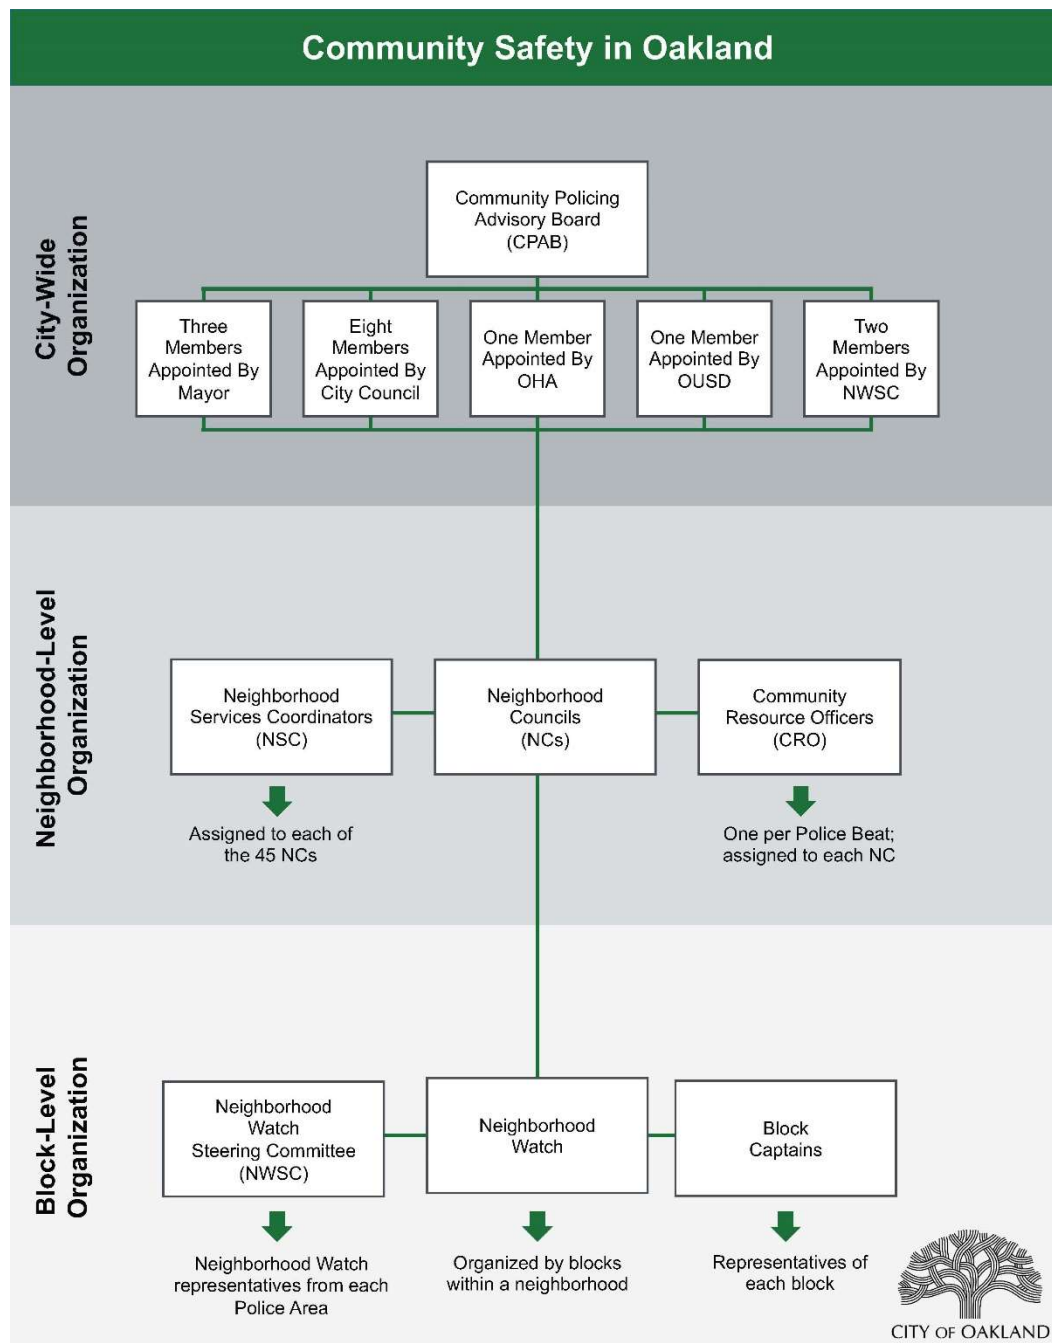 Community Safety in Oakland
City-Wide
Organization
Community Policing
Advisory Board
(CPAB)
Three
Members
Appointed By
Mayor
Eight
Members
Appointed By
City Council
One Member
Appointed By
OHA
One Member
Appointed By
OUSD
Two
Members
Appointed By
NWSC
Neighborhood-Level
Organization
Neighborhood
Services Coordinators
(NSC)
Neighborhood
Councils
(NCs)
Community
Resource Officers
(CRO)
Assigned to each of
the 45 NCs
One per Police Beat;
assigned to each NC
Block-Level
Organization
Neighborhood
Watch
Steering Committee
(NWSC)
Neighborhood
Watch
Block
Captains
Neighborhood Watch
representatives from each
Police Area
Organized by blocks
within a neighborhood
Representatives of
each block
CITY OF OAKLAND